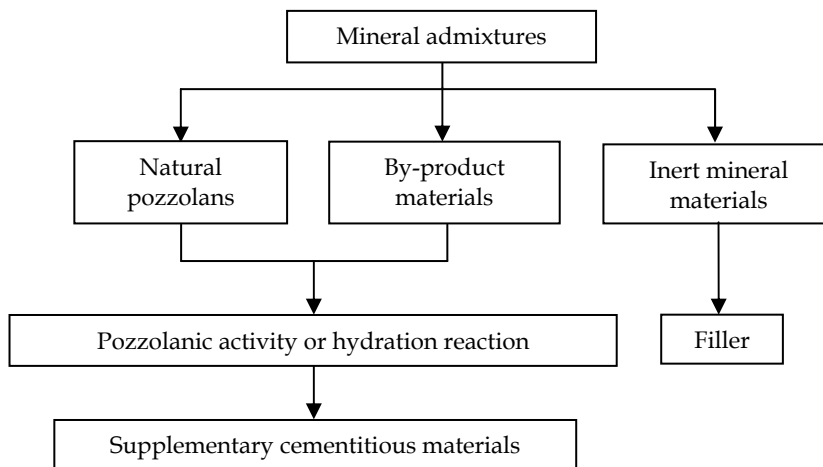 Mineral admixtures
Natural
pozzolans
By-product
materials
Inert mineral
materials
Pozzolanic activity or hydration reaction
Filler
Supplementary cementitious materials